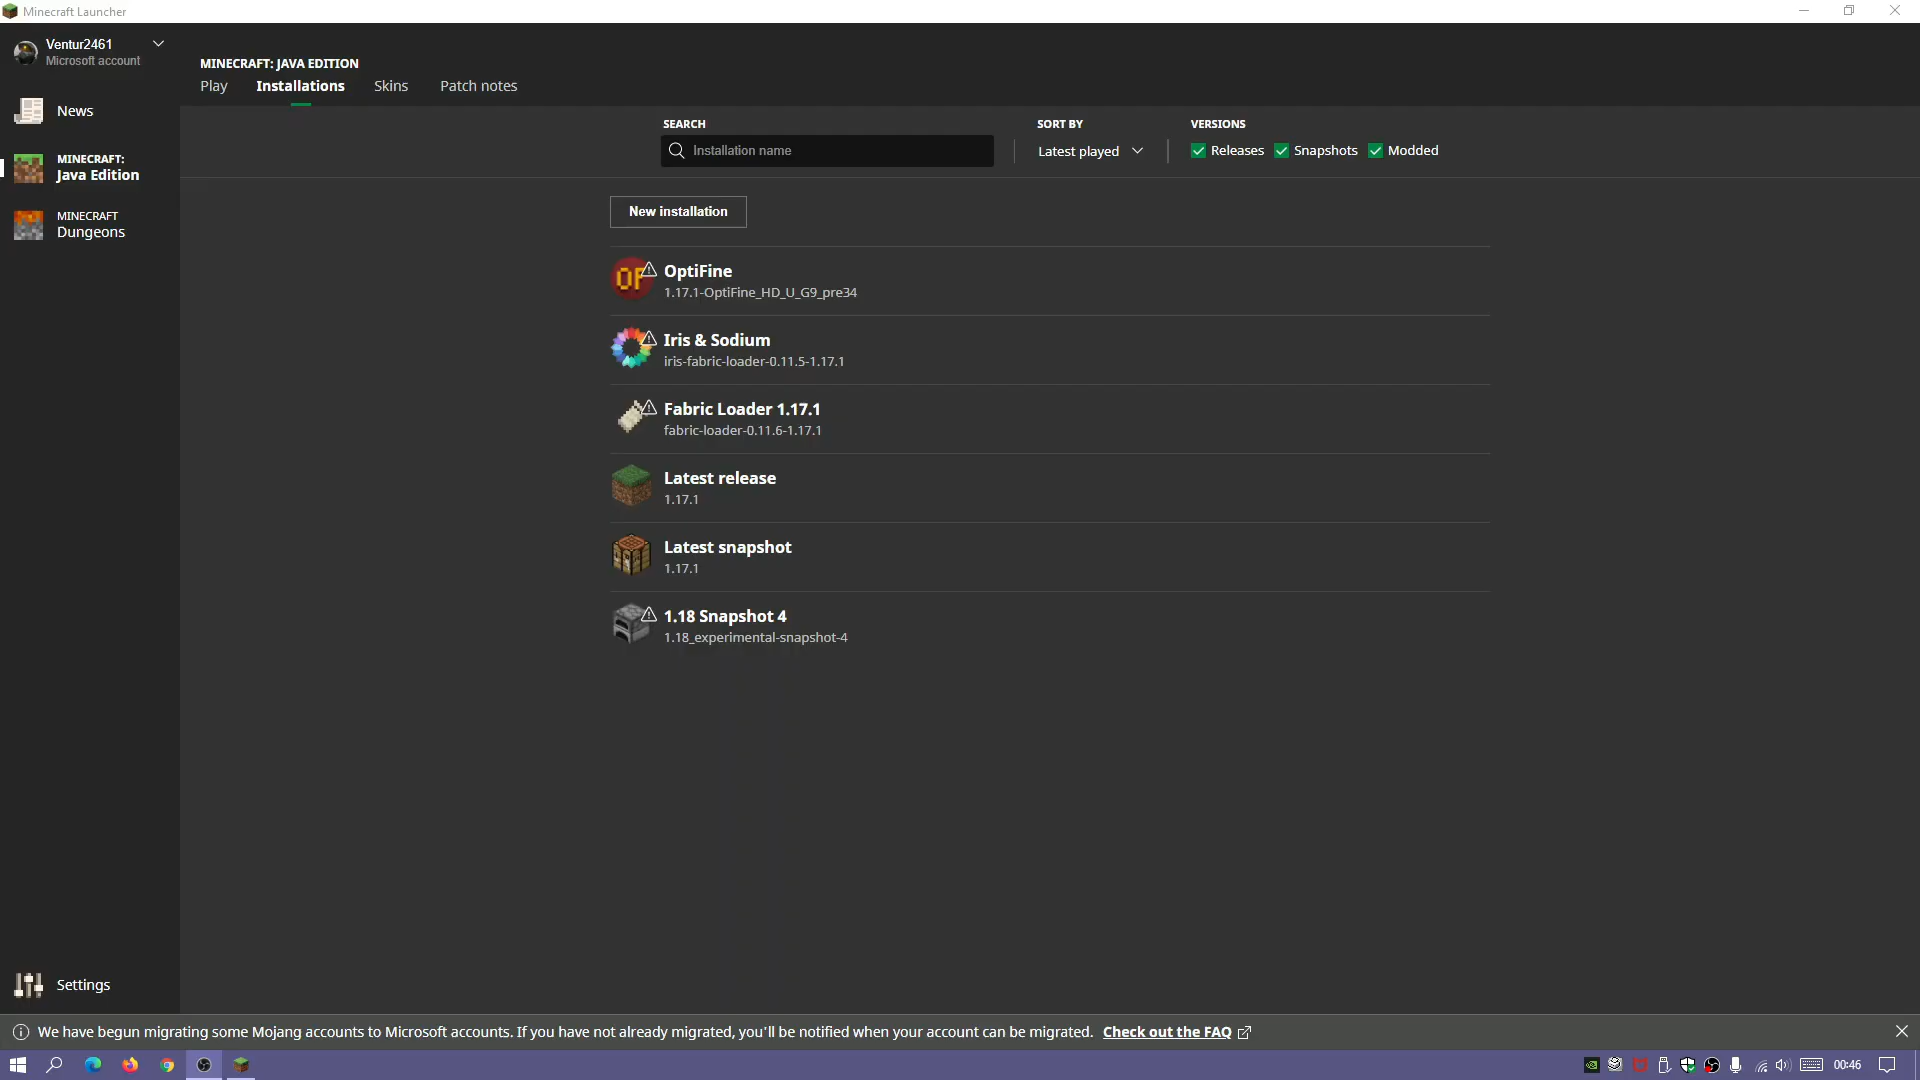 Minecraft Launcher
Ventur2461
Microsoft account
News
MINECRAFT:
Java Edition
MINECRAFT
Dungeons
Settings
MINECRAFT: JAVA EDITION
Play Installations Skins Patch notes
SEARCH
Installation name
SORT BY
Latest played
VERSIONS
Releases Snapshots Modded
New installation
OF
OptiFine
1.17.1-OptiFine_HD_U_G9_pre34
Iris & Sodium
iris-fabric-loader-0.11.5-1.17.1
Fabric Loader 1.17.1
fabric-loader-0.11.6-1.17.1
Latest release
1.17.1
Latest snapshot
1.17.1
1.18 Snapshot 4
1.18_experimental-snapshot-4
We have begun migrating some Mojang accounts to Microsoft accounts. If you have not already migrated, you'll be notified when your account can be migrated. Check out the FAQ
00:46